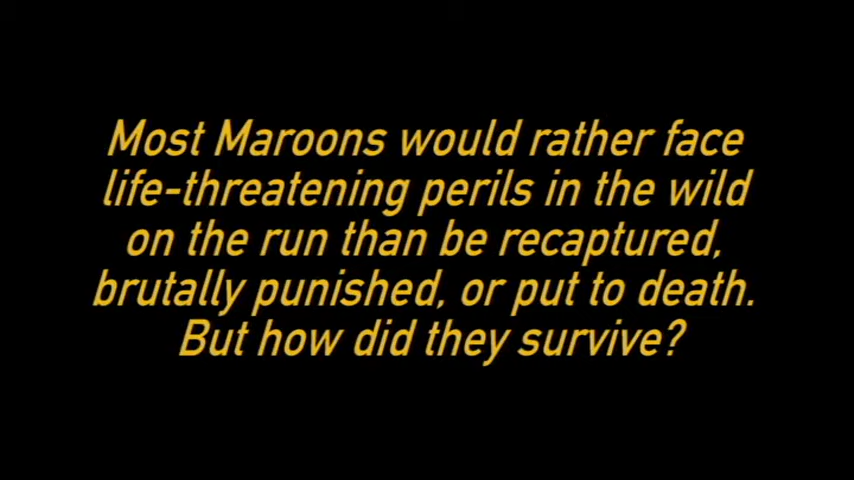 Most Maroons would rather face
life-threatening perils in the wild
on the run than be recaptured,
brutally punished, or put to death.
But how did they survive?